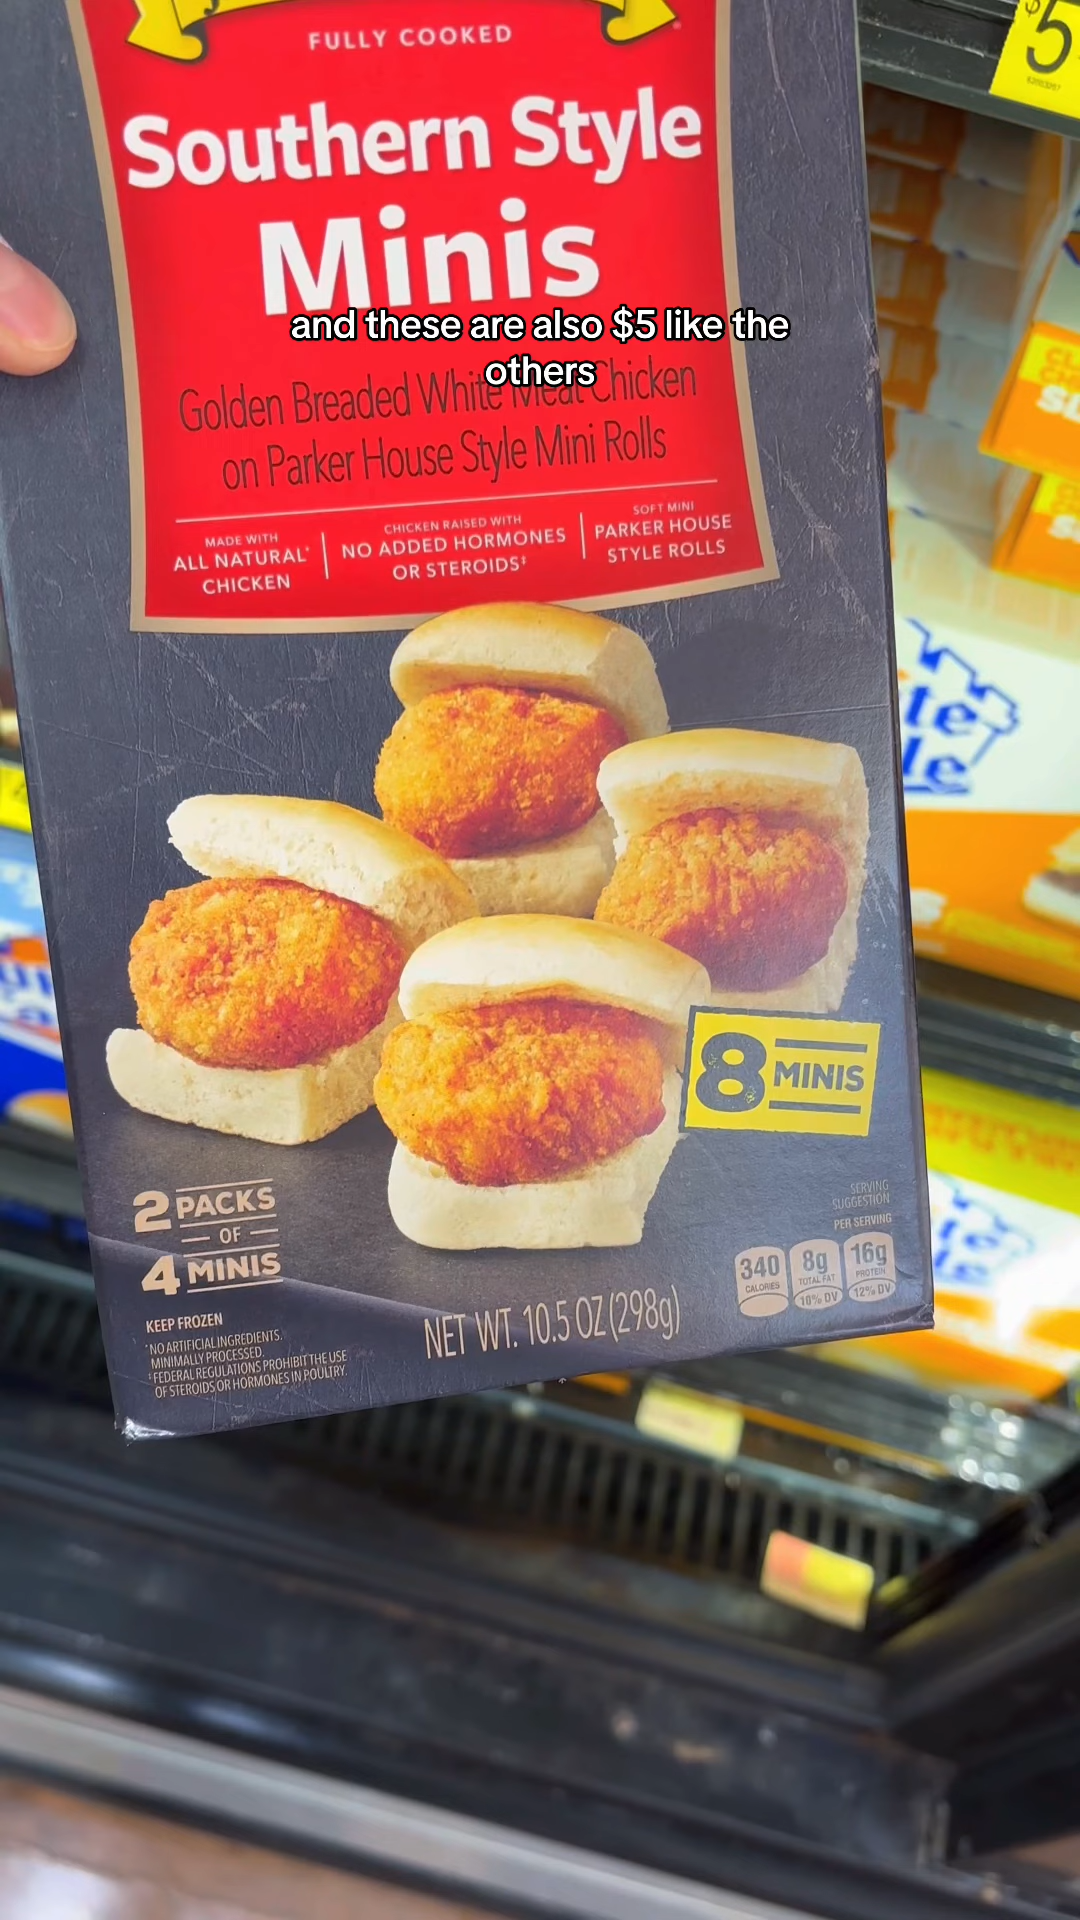 $5
FULLY COOKED
Southern Style
Minis
and these are also $5 like the
others
Golden Breaded White Meat Chicken
on Parker House Style Mini Rolls
MADE WITH
ALL NATURAL*
CHICKEN
CHICKEN RAISED WITH
NO ADDED HORMONES
OR STEROIDS‡
SOFT MINI
PARKER HOUSE
STYLE ROLLS
8 MINIS
2 PACKS
OF
4 MINIS
KEEP FROZEN
*NO ARTIFICIAL INGREDIENTS.
MINIMALLY PROCESSED.
‡FEDERAL REGULATIONS PROHIBIT THE USE
OF STEROIDS OR HORMONES IN POULTRY.
NET WT. 10.5 OZ (298g)
SERVING
SUGGESTION
PER SERVING
340
CALORIES
8g
TOTAL FAT
10% DV
16g
PROTEIN
12% DV